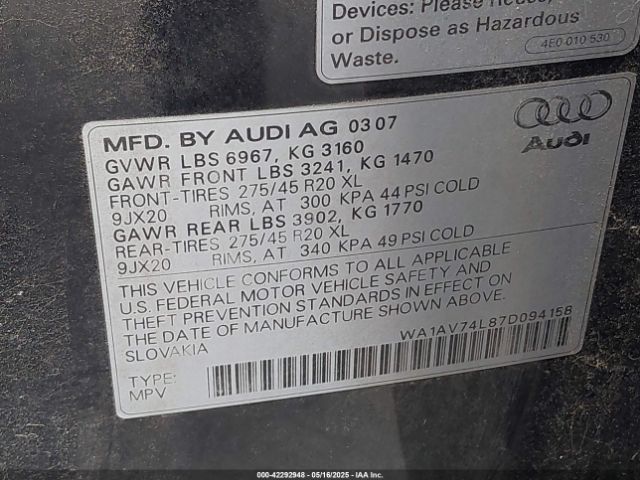 Devices: Please
or Dispose as Hazardous
Waste.
4E0 010 530
MFD. BY AUDI AG 0307
GVWR LBS 6967, KG 3160
GAWR FRONT LBS 3241, KG 1470
FRONT-TIRES 275/45 R20 XL
9JX20 RIMS, AT 300 KPA 44 PSI COLD
GAWR REAR LBS 3902, KG 1770
REAR-TIRES 275/45 R20 XL
9JX20 RIMS, AT 340 KPA 49 PSI COLD
Audi
THIS VEHICLE CONFORMS TO ALL APPLICABLE
U.S. FEDERAL MOTOR VEHICLE SAFETY AND
THEFT PREVENTION STANDARDS IN EFFECT ON
THE DATE OF MANUFACTURE SHOWN ABOVE.
SLOVAKIA
WA1AV74L87D094158
TYPE:
MPV
000-42292948 - 05/16/2025 - IAAI.COM